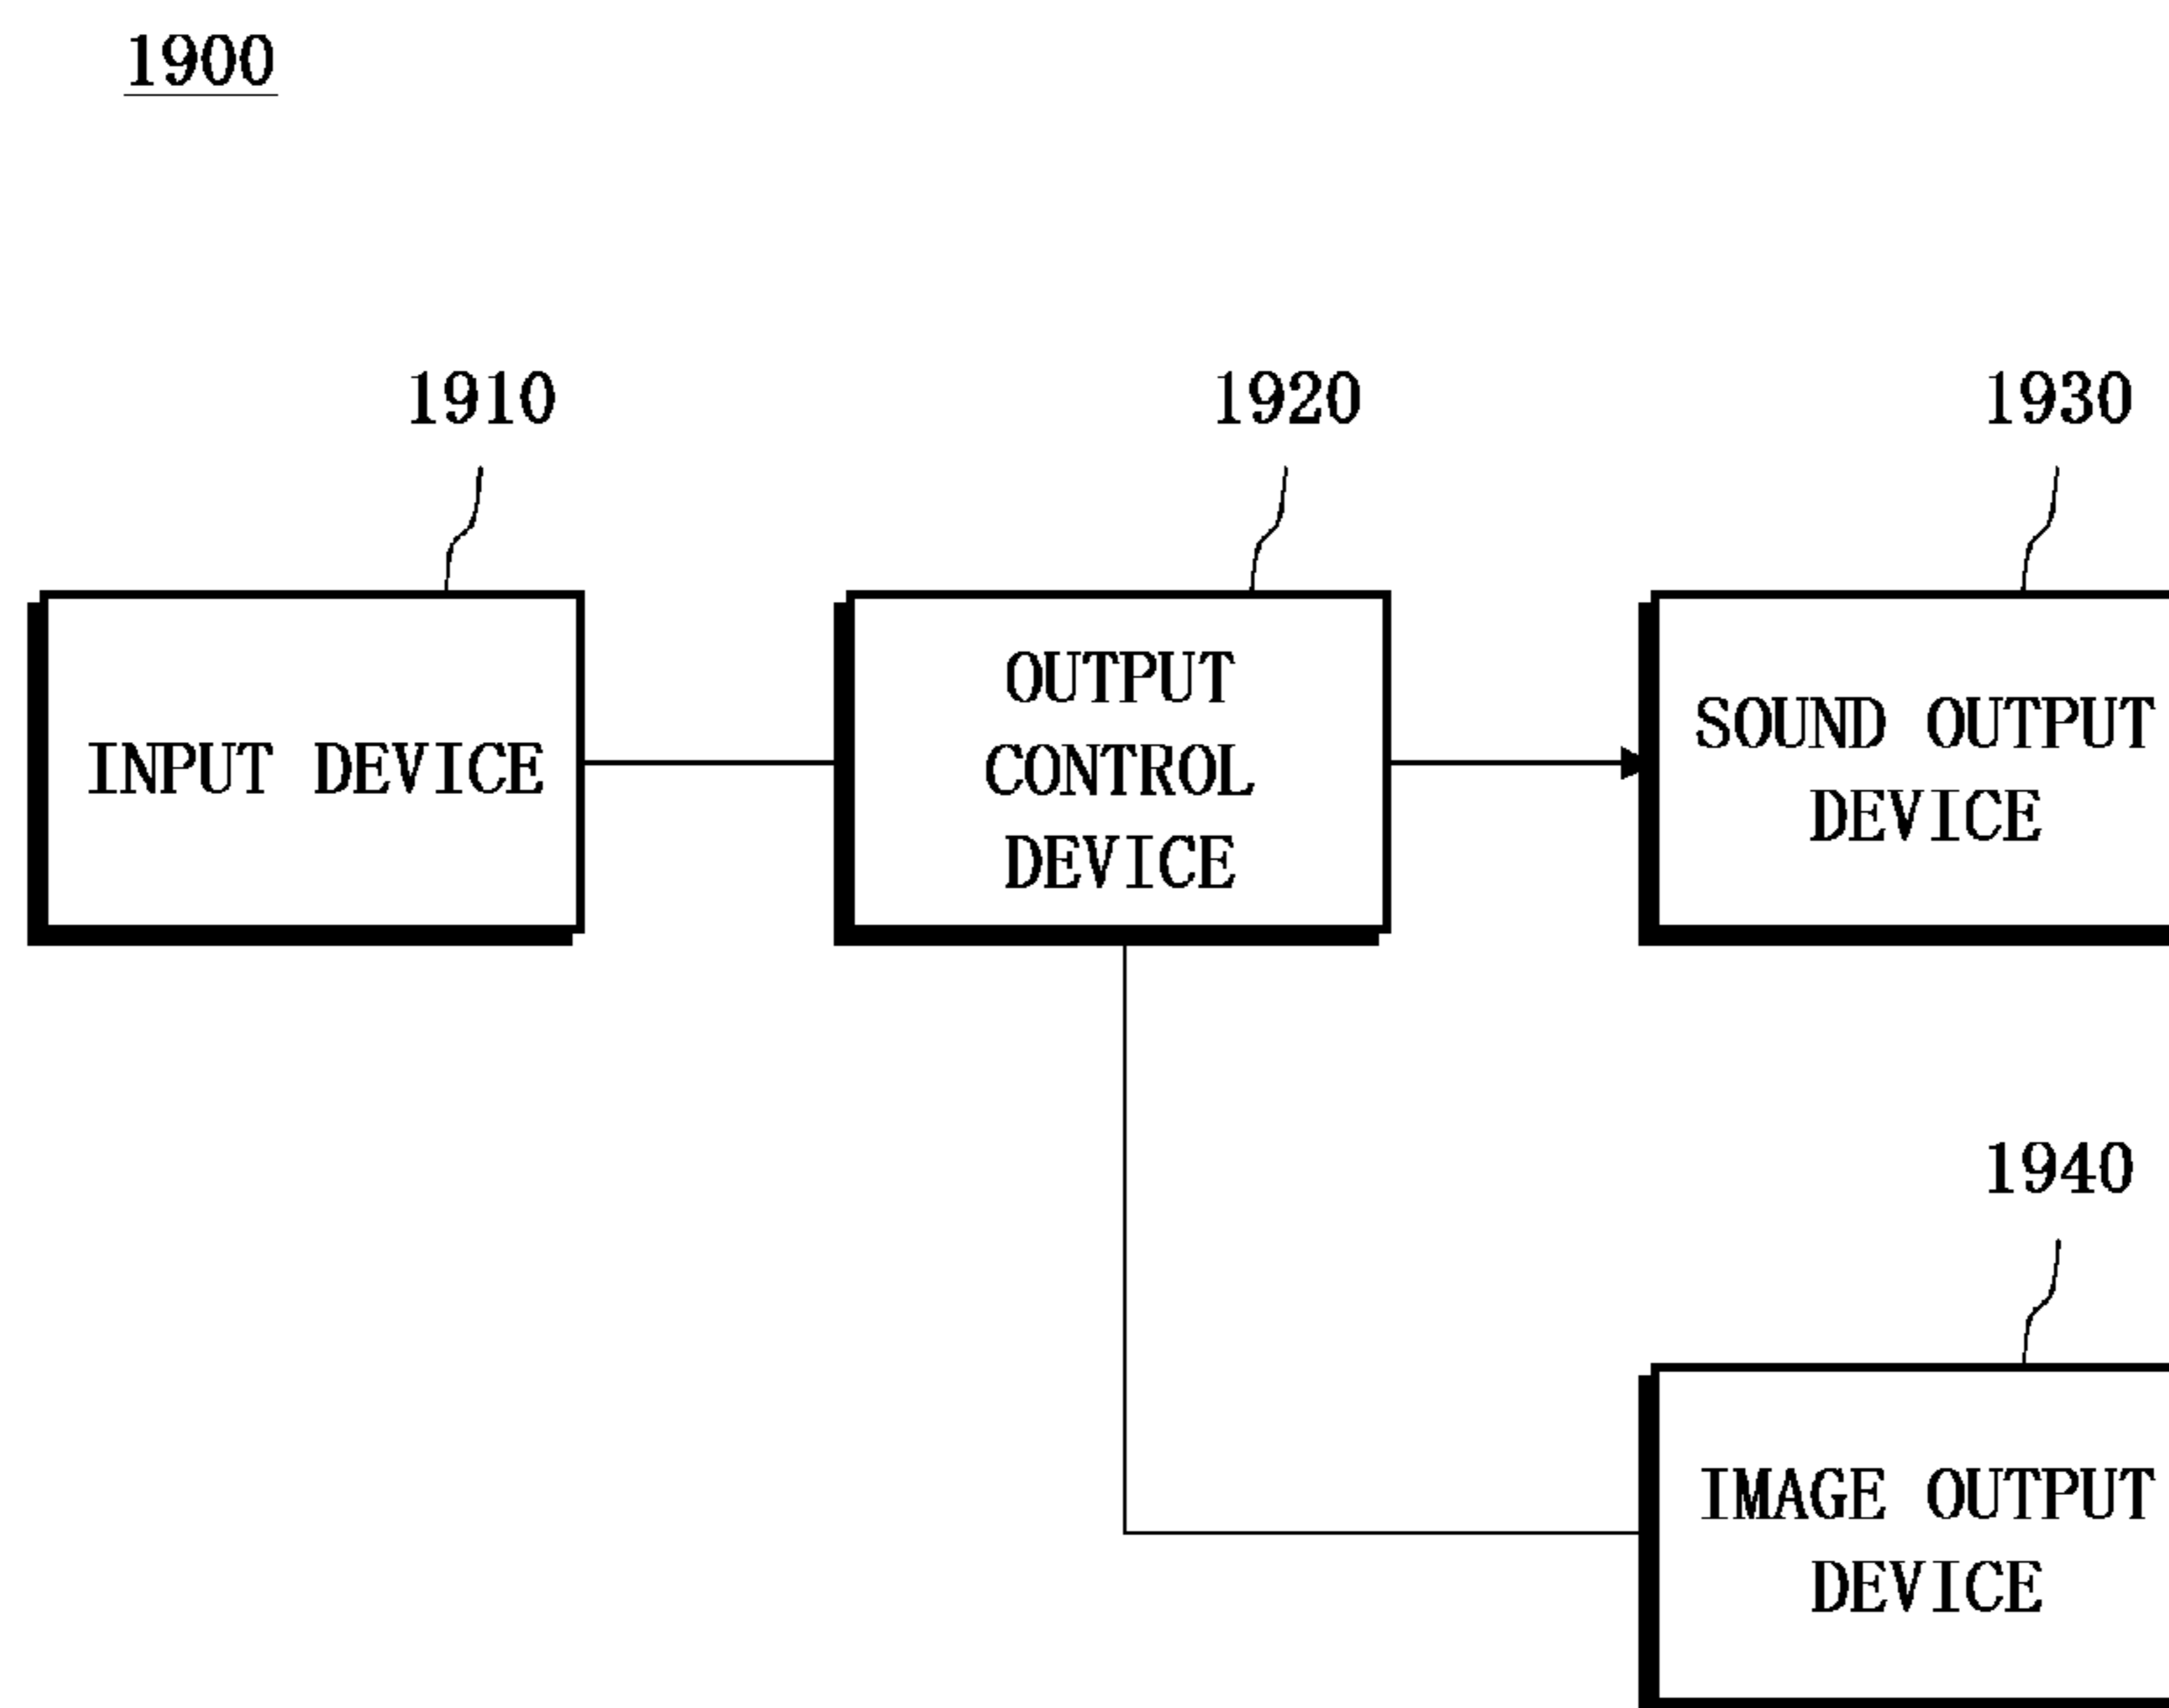 1900
1910
1920
1930
INPUT DEVICE
OUTPUT
CONTROL
DEVICE
SOUND OUTPUT
DEVICE
1940
IMAGE OUTPUT
DEVICE